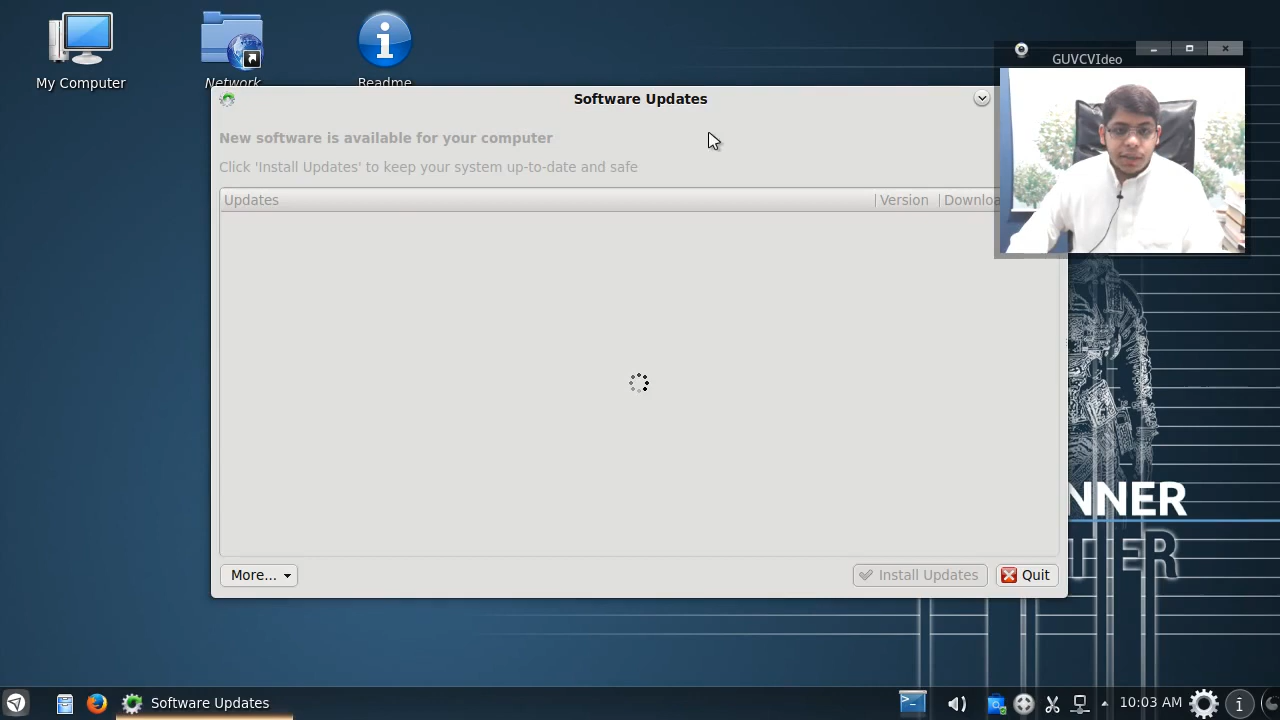 My Computer
Network
Readme
GUVCVIdeo
Software Updates
New software is available for your computer
Click 'Install Updates' to keep your system up-to-date and safe
Updates
Version
Downloa
NNER
TER
More...
Install Updates
Quit
Software Updates
10:03 AM